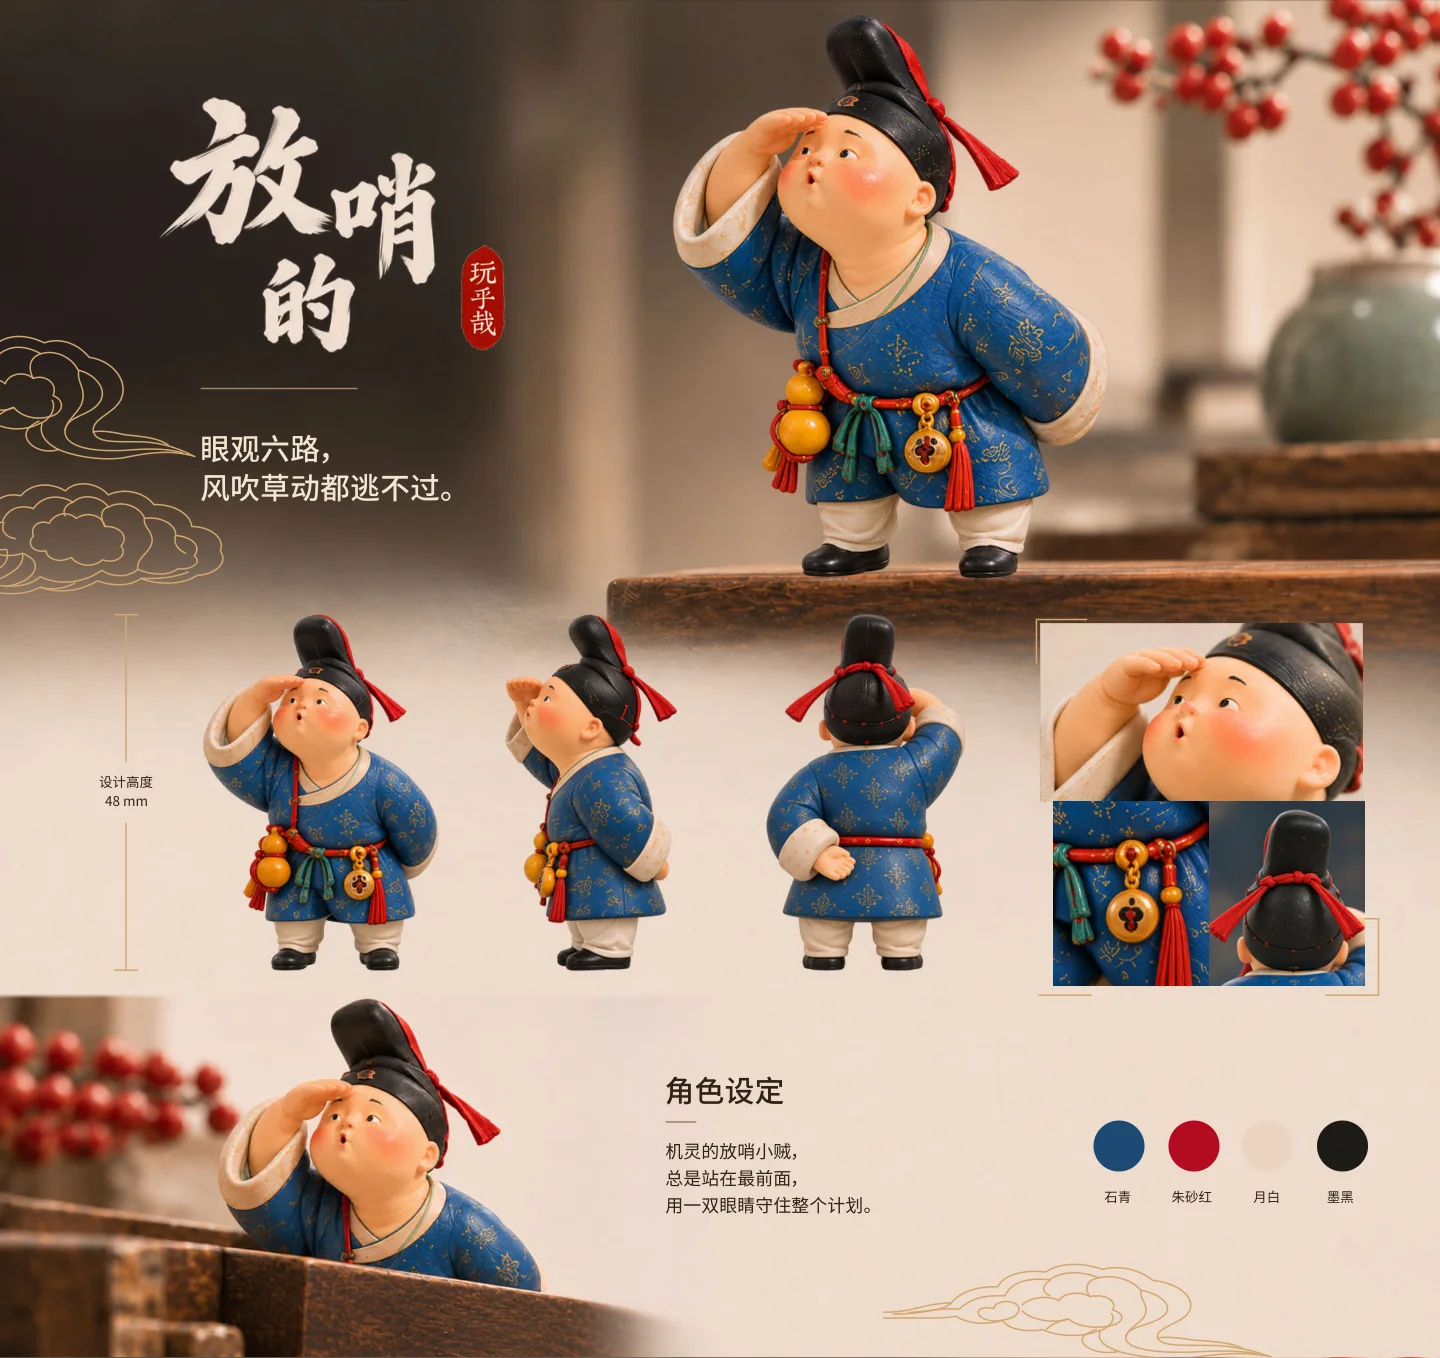 放哨的
玩乎哉
眼观六路，
风吹草动都逃不过。
设计高度
48 mm
角色设定
机灵的放哨小贼，
总是站在最前面，
用一双眼睛守住整个计划。
石青
朱砂红
月白
墨黑